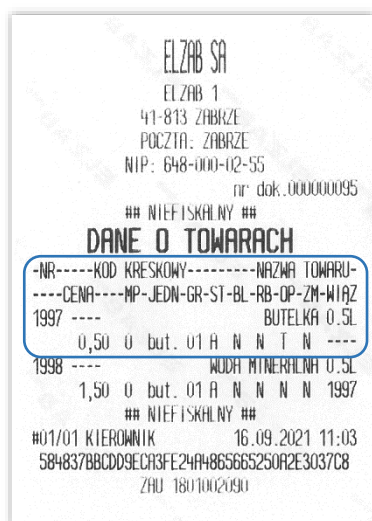 ELZAB SA
ELZAB 1
41-813 ZABRZE
POCZTA: ZABRZE
NIP: 648-000-02-55
nr dok.000000095
## NIEFISKALNY ##
DANE O TOWARACH
-NR-----KOD KRESKOWY---------NAZWA TOWARU-
----CENA----MP-JEDN-GR-ST-BL-RB-OP-ZM-WIĄZ
1997 ---- BUTELKA 0.5L
0,50 0 but. 01 A N N T N ----
1998 ---- WODA MINERALNA 0.5L
1,50 0 but. 01 A N N N N 1997
## NIEFISKALNY ##
#01/01 KIEROWNIK 16.09.2021 11:03
584837BBCDD9ECA3FE24A4865665250A2E3037C8
ZAU 1801002090